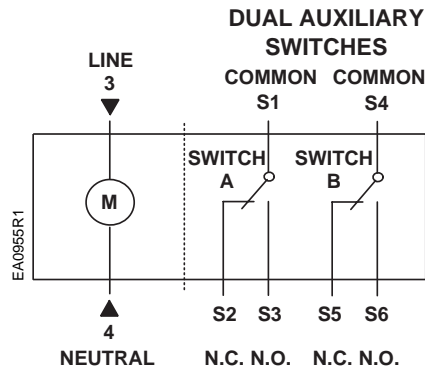 DUAL AUXILIARY
SWITCHES
LINE
3
COMMON COMMON
S1 S4
SWITCH
A
SWITCH
B
M
EA0955R1
4
NEUTRAL
S2 S3 S5 S6
N.C. N.O. N.C. N.O.